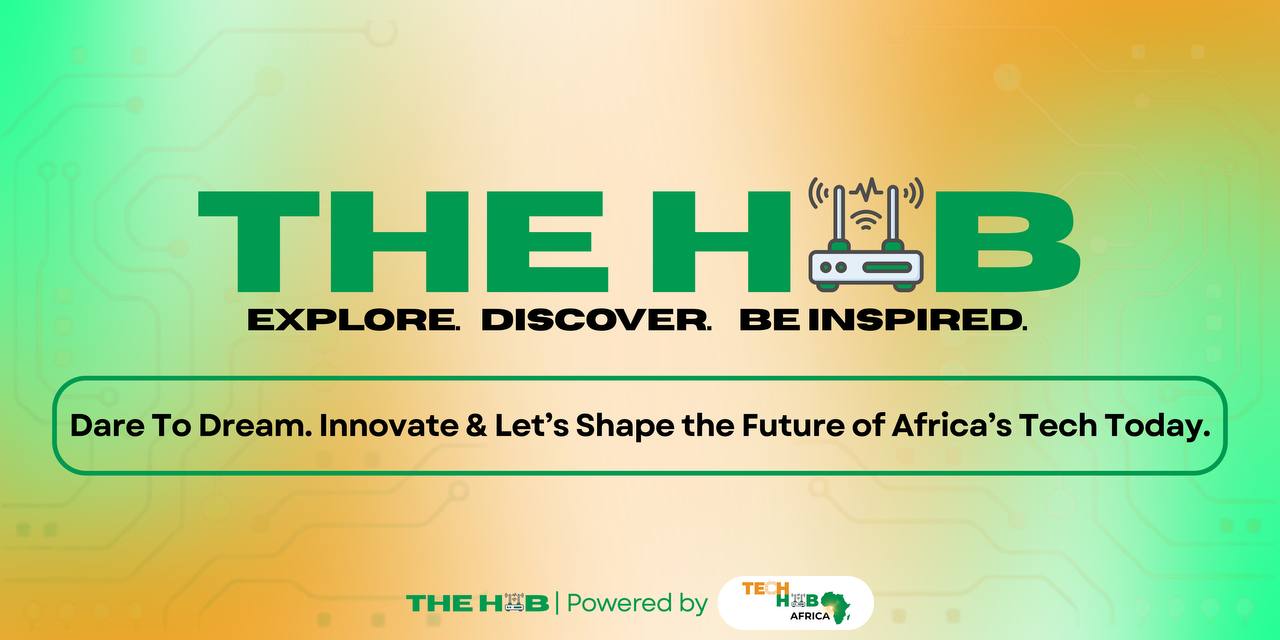 THE HUB
EXPLORE. DISCOVER. BE INSPIRED.
Dare To Dream. Innovate & Let’s Shape the Future of Africa’s Tech Today.
THE HUB | Powered by
TECH
HUB
AFRICA